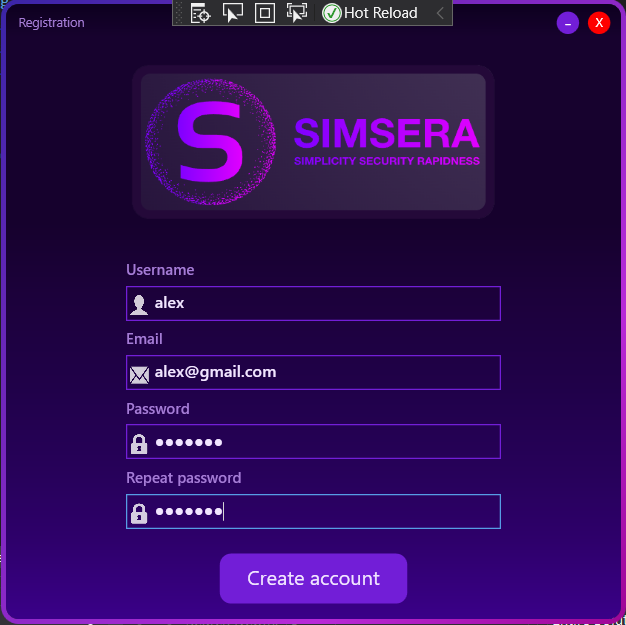 Hot Reload
Registration
X
S
SIMSERA
SIMPLICITY SECURITY RAPIDNESS
Username
alex
Email
alex@gmail.com
Password
•••••••
Repeat password
•••••••
Create account